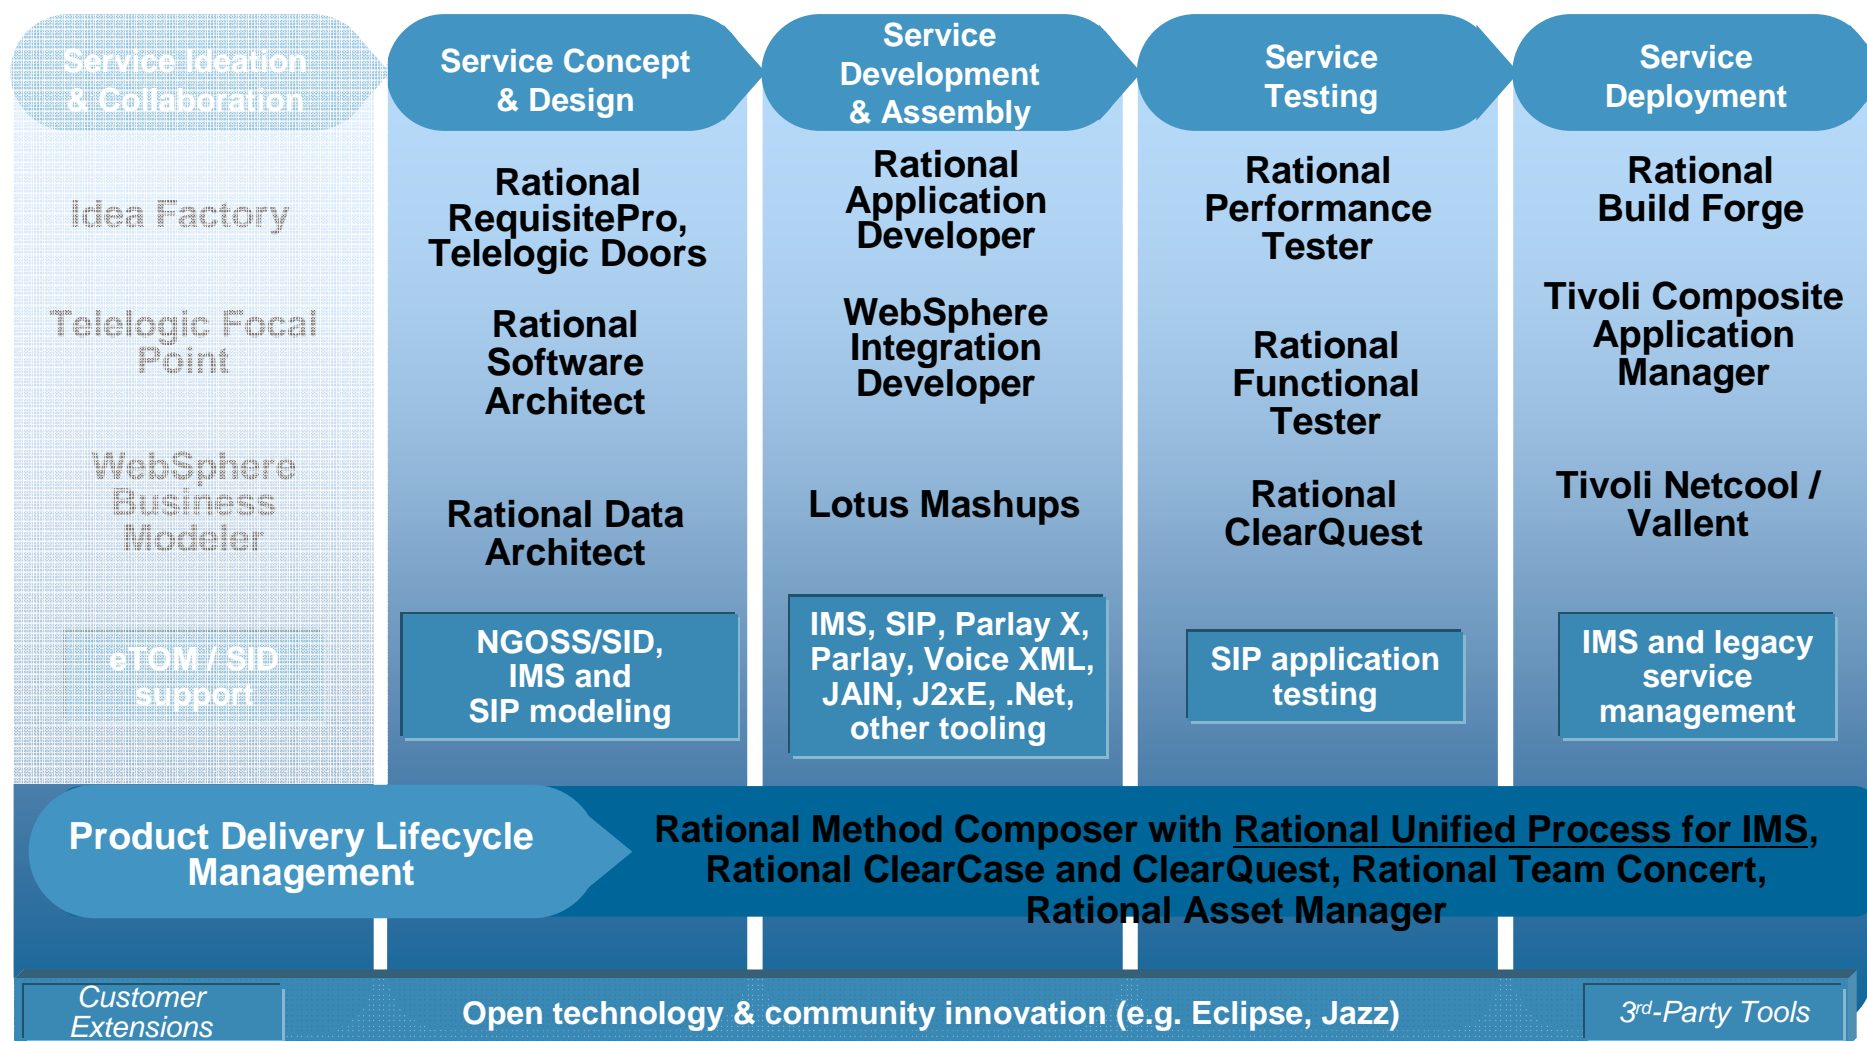 Service Ideation
& Collaboration
Service Concept
& Design
Service
Development
& Assembly
Service
Testing
Service
Deployment
Idea Factory
Telelogic Focal
Point
WebSphere
Business
Modeler
eTOM / SID
support
Rational
RequisitePro,
Telelogic Doors
Rational
Software
Architect
Rational Data
Architect
NGOSS/SID,
IMS and
SIP modeling
Rational
Application
Developer
WebSphere
Integration
Developer
Lotus Mashups
IMS, SIP, Parlay X,
Parlay, Voice XML,
JAIN, J2xE, .Net,
other tooling
Rational
Performance
Tester
Rational
Functional
Tester
Rational
ClearQuest
SIP application
testing
Rational
Build Forge
Tivoli Composite
Application
Manager
Tivoli Netcool /
Vallent
IMS and legacy
service
management
Product Delivery Lifecycle
Management
Rational Method Composer with Rational Unified Process for IMS,
Rational ClearCase and ClearQuest, Rational Team Concert,
Rational Asset Manager
Customer
Extensions
Open technology & community innovation (e.g. Eclipse, Jazz)
3rd-Party Tools